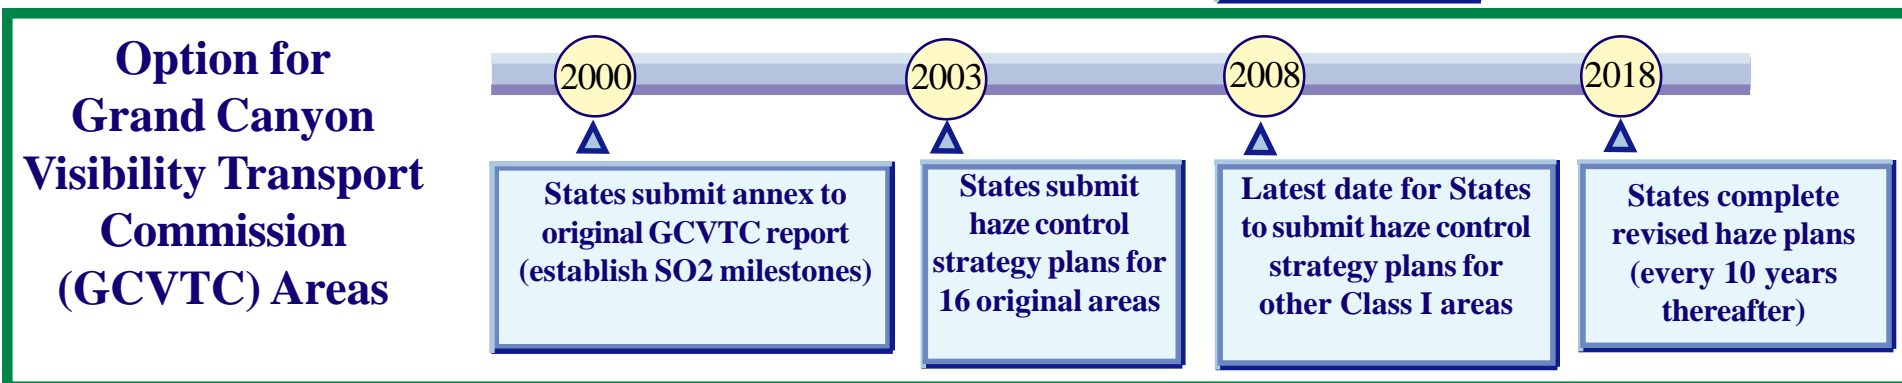 Option for
Grand Canyon
Visibility Transport
Commission
(GCVTC) Areas
2000
2003
2008
2018
States submit annex to
original GCVTC report
(establish SO2 milestones)
States submit
haze control
strategy plans for
16 original areas
Latest date for States
to submit haze control
strategy plans for
other Class I areas
States complete
revised haze plans
(every 10 years
thereafter)